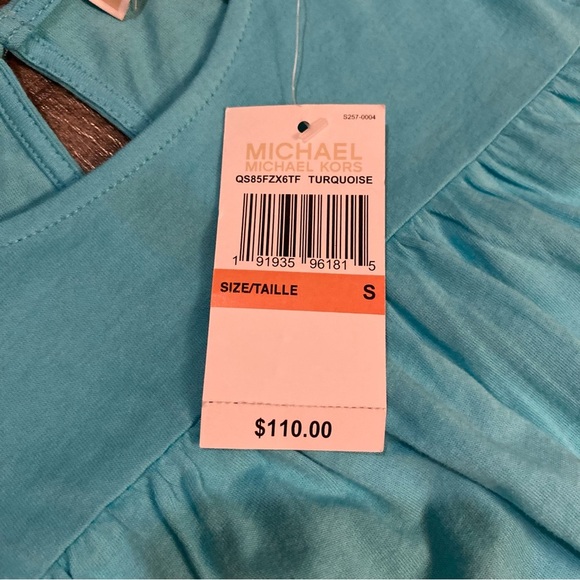 S257-0004
MICHAEL
MICHAEL KORS
QS85FZX6TF TURQUOISE
1 91935 96181 5
SIZE/TAILLE S
$110.00